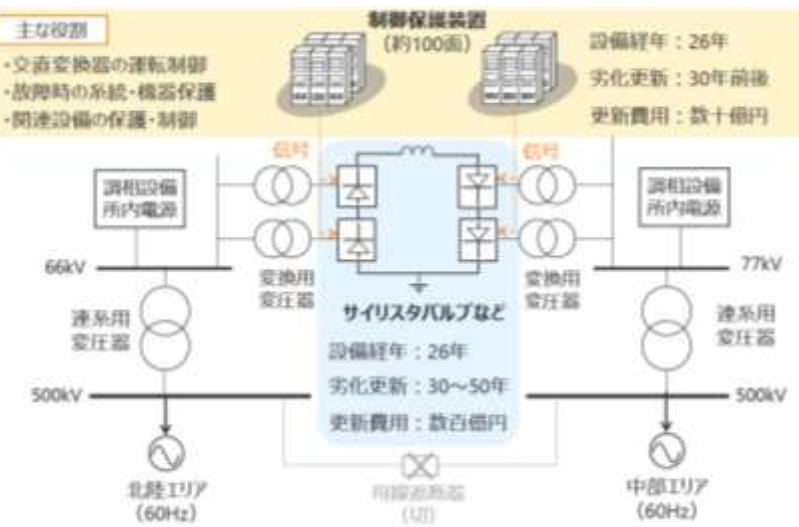 主な役割
・交直変換器の運転制御
・故障時の系統・機器保護
・関連設備の保護・制御
制御保護装置
(約100面)
設備経年：26年
劣化更新：30年前後
更新費用：数十億円
信号
信号
調相設備
所内電源
調相設備
所内電源
66kV
77kV
変換用
変圧器
変換用
変圧器
連系用
変圧器
連系用
変圧器
サイリスタバルブなど
設備経年：26年
劣化更新：30～50年
更新費用：数百億円
500kV
500kV
北陸エリア
(60Hz)
母線遮断器
(切)
中部エリア
(60Hz)